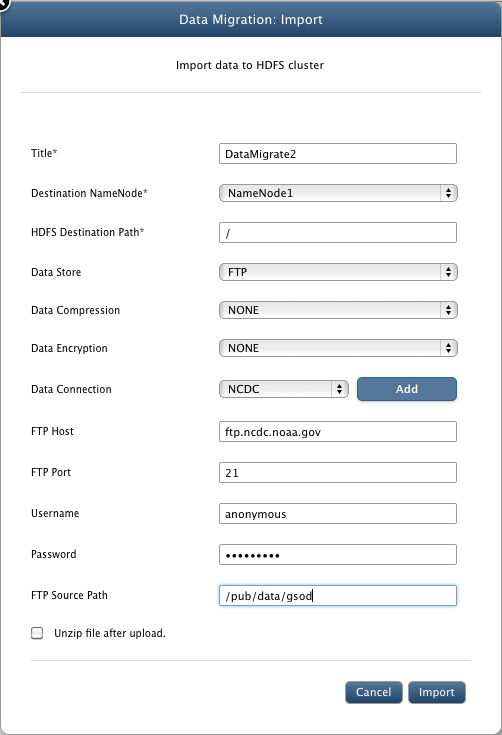 Data Migration: Import
Import data to HDFS cluster
Title* DataMigrate2
Destination NameNode* NameNode1
HDFS Destination Path* /
Data Store FTP
Data Compression NONE
Data Encryption NONE
Data Connection NCDC Add
FTP Host ftp.ncdc.noaa.gov
FTP Port 21
Username anonymous
Password •••••••••
FTP Source Path /pub/data/gsod
Unzip file after upload.
Cancel Import